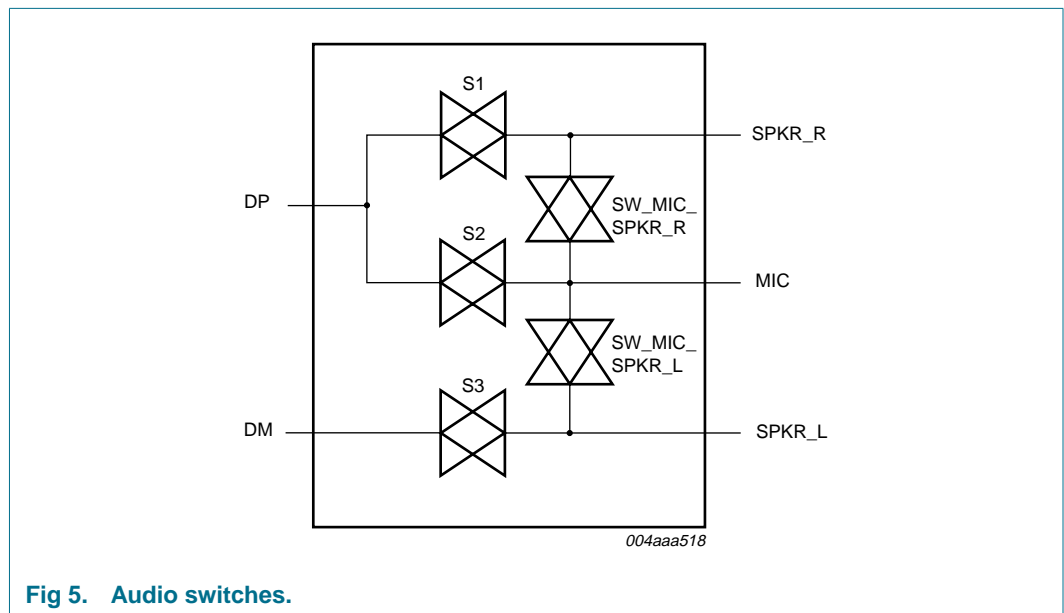 S1
SPKR_R
DP
SW_MIC_
SPKR_R
S2
MIC
SW_MIC_
SPKR_L
S3
DM
SPKR_L
004aaa518
Fig 5. Audio switches.